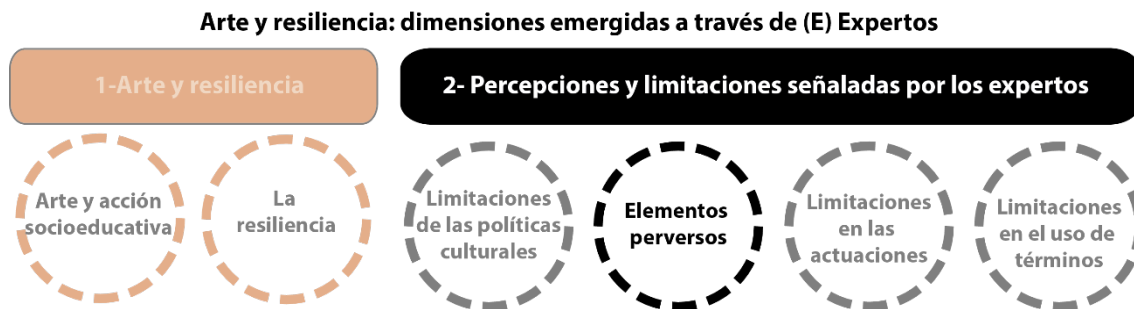 Arte y resiliencia: dimensiones emergidas a través de (E) Expertos
1-Arte y resiliencia
2- Percepciones y limitaciones señaladas por los expertos
Arte y acción
socioeducativa
La
resiliencia
Limitaciones
de las políticas
culturales
Elementos
perversos
Limitaciones
en las
actuaciones
Limitaciones
en el uso de
términos